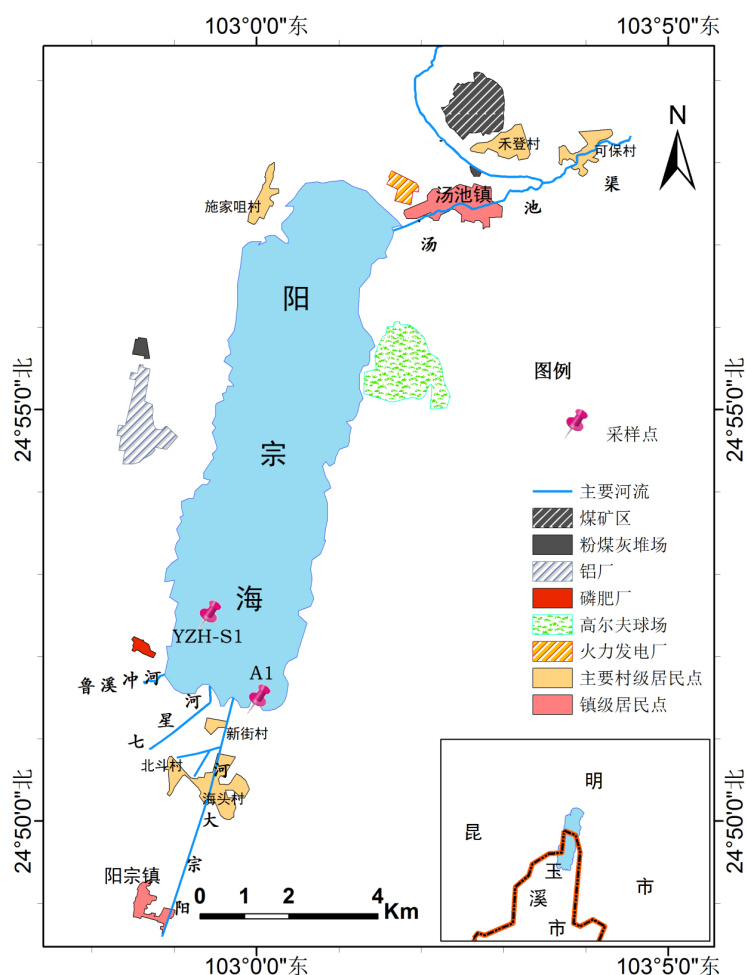 103°0'0"东
103°5'0"东
N
禾登村
可保村
渠
施家咀村
汤池镇
池
汤
阳
24°55'0"北
24°55'0"北
图例
采样点
宗
主要河流
煤矿区
粉煤灰堆场
铝厂
磷肥厂
高尔夫球场
火力发电厂
主要村级居民点
镇级居民点
海
YZH-S1
A1
鲁溪冲河
河
星
七
新街村
北斗村
河
海头村
大
24°50'0"北
24°50'0"北
宗
阳宗镇
阳
0 1 2 4
Km
明
昆
玉
溪
市
市
103°0'0"东
103°5'0"东